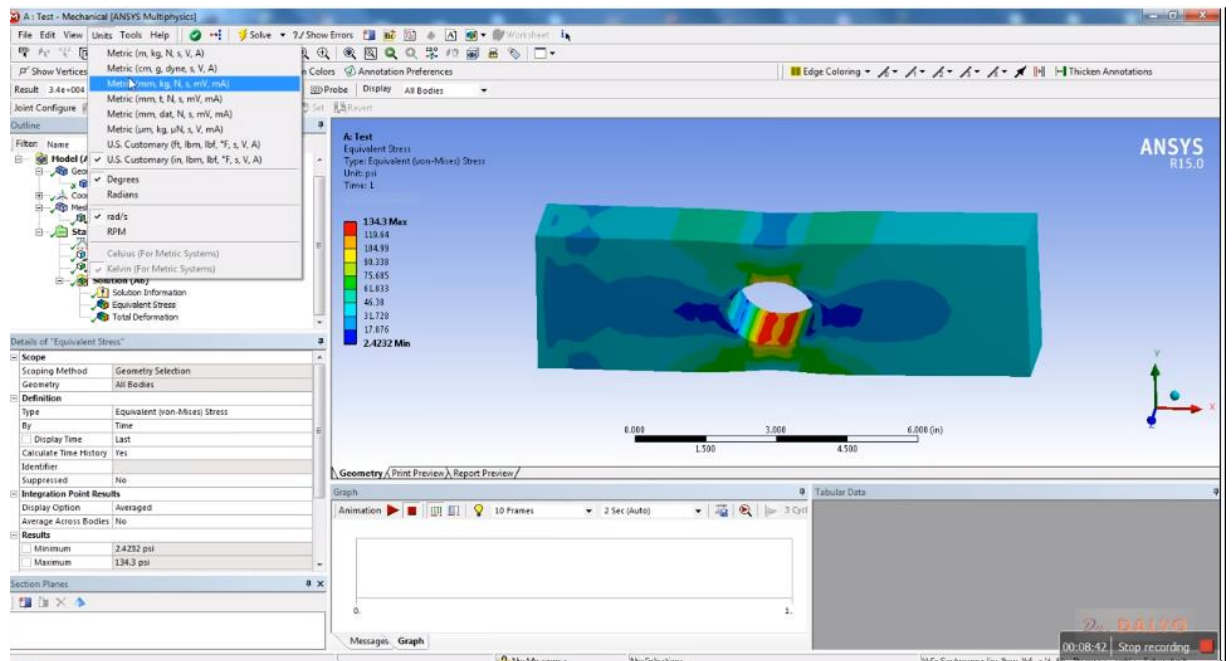 A : Test - Mechanical [ANSYS Multiphysics]
File Edit View Units Tools Help Solve ?/ Show Errors Worksheet
Metric (m, kg, N, s, V, A)
Metric (cm, g, dyne, s, V, A)
Metric (mm, kg, N, s, mV, mA)
Metric (mm, t, N, s, mV, mA)
Metric (mm, dat, N, s, mV, mA)
Metric (µm, kg, µN, s, V, mA)
U.S. Customary (ft, lbm, lbf, °F, s, V, A)
U.S. Customary (in, lbm, lbf, °F, s, V, A)
Degrees
Radians
rad/s
RPM
Celsius (For Metric Systems)
Kelvin (For Metric Systems)
Show Vertices
Annotation Preferences
Edge Coloring
Thicken Annotations
Result 3.4e+004
Probe Display All Bodies
Joint Configure
Set Revert
Outline
Filter: Name
Solution Information
Equivalent Stress
Total Deformation
A: Test
Equivalent Stress
Type: Equivalent (von-Mises) Stress
Unit: psi
Time: 1
134.3 Max
119.64
104.99
90.338
75.685
61.033
46.38
31.728
17.076
2.4232 Min
ANSYS
R15.0
Y
X
Z
0.000 3.000 6.000 (in)
1.500 4.500
Geometry Print Preview Report Preview
Details of "Equivalent Stress"
Scope
Scoping Method Geometry Selection
Geometry All Bodies
Definition
Type Equivalent (von-Mises) Stress
By Time
Display Time Last
Calculate Time History Yes
Identifier
Suppressed No
Integration Point Results
Display Option Averaged
Average Across Bodies No
Results
Minimum 2.4232 psi
Maximum 134.3 psi
Section Planes
Graph
Animation 10 Frames 2 Sec (Auto) 3 Cycl
0. 1.
Messages Graph
Tabular Data
00:08:42 Stop recording